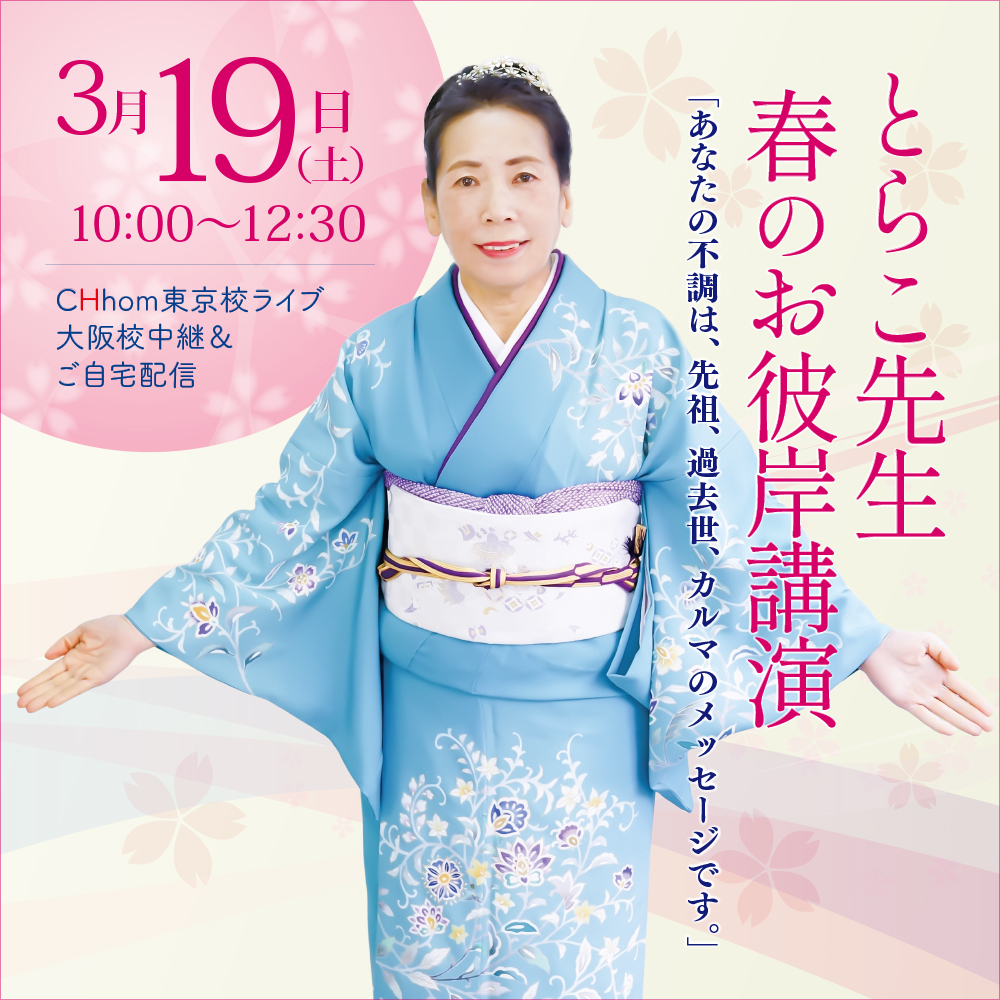 3月19日(土)
10:00〜12:30
CHhom東京校ライブ
大阪校中継&
ご自宅配信
とらこ先生
春のお彼岸講演
「あなたの不調は、先祖、過去世、カルマのメッセージです。」